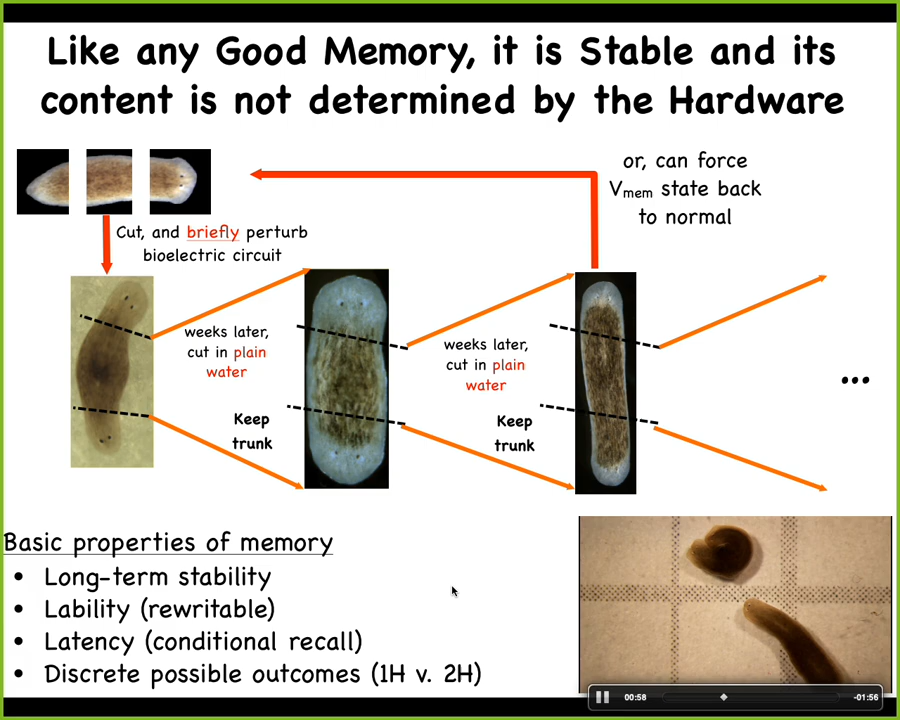 Like any Good Memory, it is Stable and its
content is not determined by the Hardware
or, can force
Vmem state back
to normal
Cut, and briefly perturb
bioelectric circuit
weeks later,
cut in plain
water
Keep
trunk
weeks later,
cut in plain
water
Keep
trunk
...
Basic properties of memory
• Long-term stability
• Lability (rewritable)
• Latency (conditional recall)
• Discrete possible outcomes (1H v. 2H)
00:58
-01:56